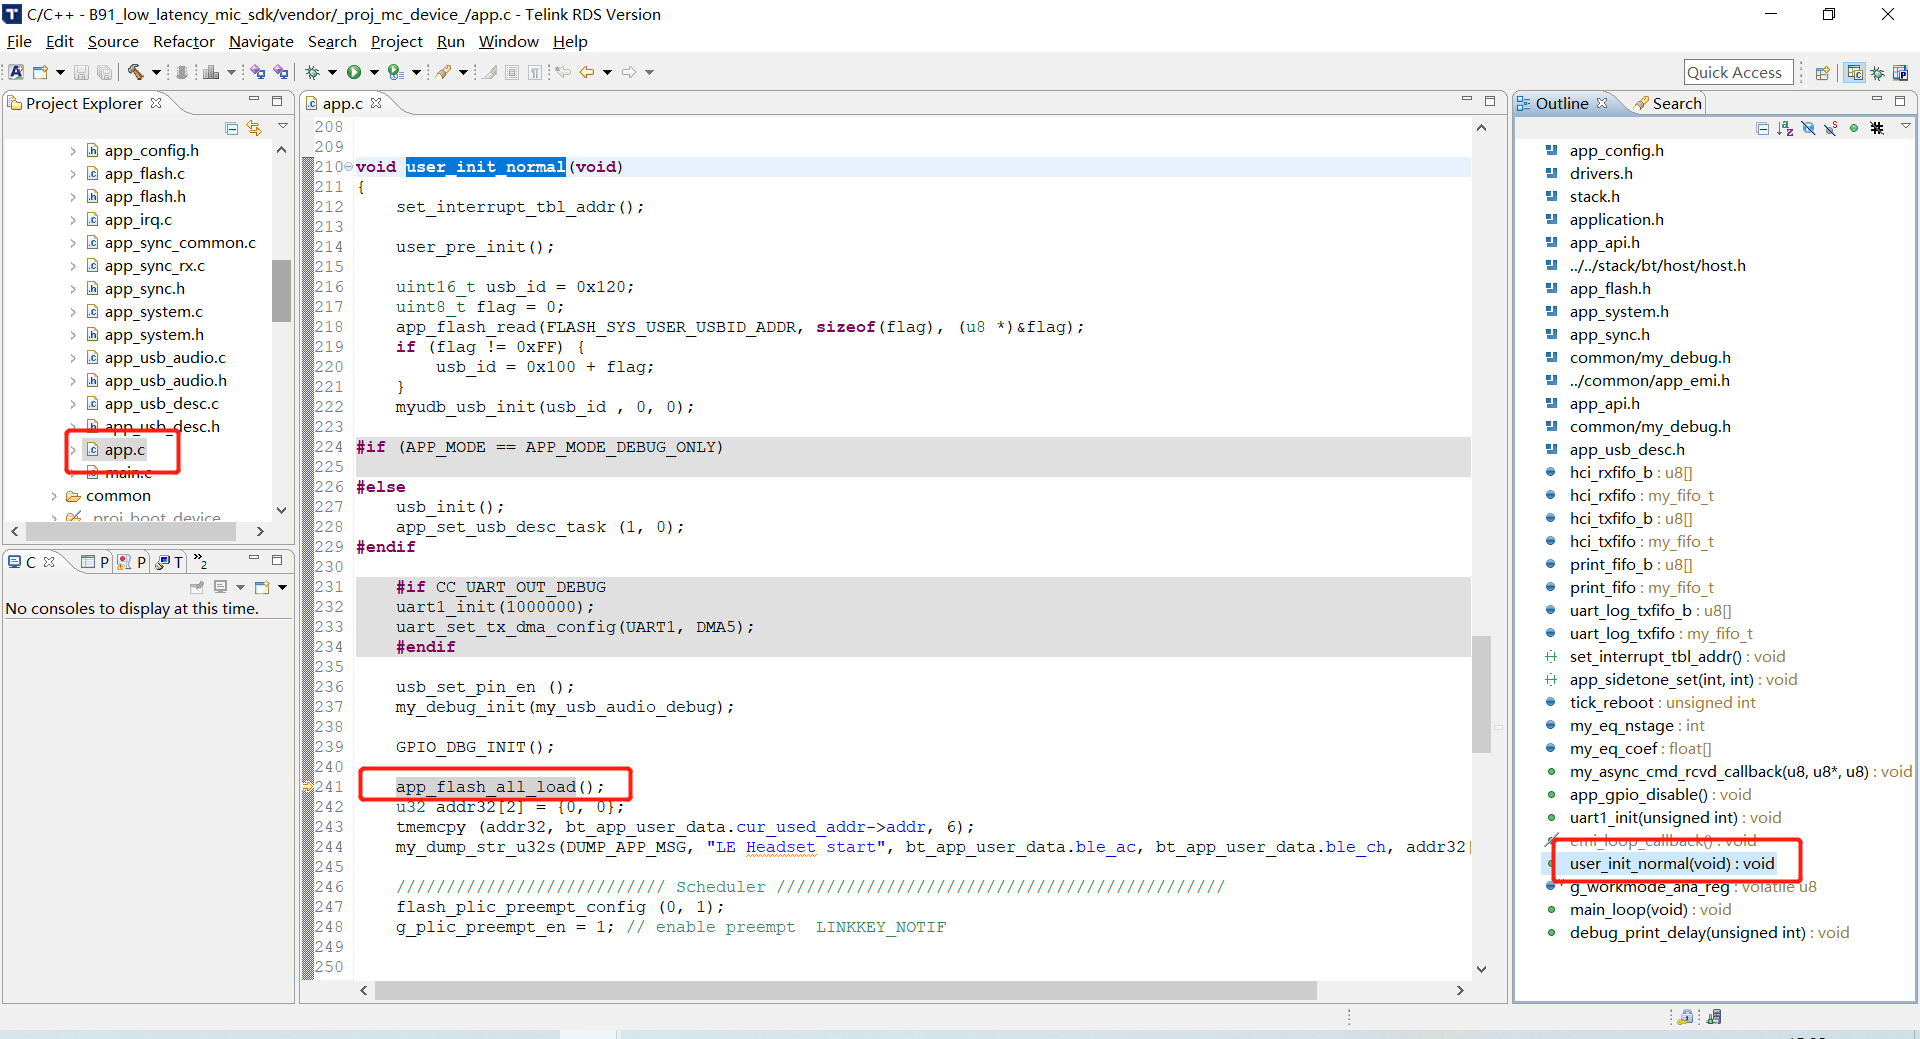 C/C++ - B91_low_latency_mic_sdk/vendor/_proj_mc_device_/app.c - Telink RDS Version
File Edit Source Refactor Navigate Search Project Run Window Help
Quick Access
Project Explorer
app_config.h
app_flash.c
app_flash.h
app_irq.c
app_sync_common.c
app_sync_rx.c
app_sync.h
app_system.c
app_system.h
app_usb_audio.c
app_usb_audio.h
app_usb_desc.c
app_usb_desc.h
app.c
main.c
common
_proj_boot_device_
C P P T »2
No consoles to display at this time.
app.c
208
209
210 void user_init_normal(void)
211 {
212 set_interrupt_tbl_addr();
213
214 user_pre_init();
215
216 uint16_t usb_id = 0x120;
217 uint8_t flag = 0;
218 app_flash_read(FLASH_SYS_USER_USBID_ADDR, sizeof(flag), (u8 *)&flag);
219 if (flag != 0xFF) {
220 usb_id = 0x100 + flag;
221 }
222 myudb_usb_init(usb_id , 0, 0);
223
224 #if (APP_MODE == APP_MODE_DEBUG_ONLY)
225
226 #else
227 usb_init();
228 app_set_usb_desc_task (1, 0);
229 #endif
230
231 #if CC_UART_OUT_DEBUG
232 uart1_init(1000000);
233 uart_set_tx_dma_config(UART1, DMA5);
234 #endif
235
236 usb_set_pin_en ();
237 my_debug_init(my_usb_audio_debug);
238
239 GPIO_DBG_INIT();
240
241 app_flash_all_load();
242 u32 addr32[2] = {0, 0};
243 tmemcpy (addr32, bt_app_user_data.cur_used_addr->addr, 6);
244 my_dump_str_u32s(DUMP_APP_MSG, "LE Headset start", bt_app_user_data.ble_ac, bt_app_user_data.ble_ch, addr32[
245
246 /////////////////////////// Scheduler /////////////////////////////////////////////
247 flash_plic_preempt_config (0, 1);
248 g_plic_preempt_en = 1; // enable preempt  LINKKEY_NOTIF
249
250
Outline Search
app_config.h
drivers.h
stack.h
application.h
app_api.h
../../stack/bt/host/host.h
app_flash.h
app_system.h
app_sync.h
common/my_debug.h
../common/app_emi.h
app_api.h
common/my_debug.h
app_usb_desc.h
hci_rxfifo_b : u8[]
hci_rxfifo : my_fifo_t
hci_txfifo_b : u8[]
hci_txfifo : my_fifo_t
print_fifo_b : u8[]
print_fifo : my_fifo_t
uart_log_txfifo_b : u8[]
uart_log_txfifo : my_fifo_t
set_interrupt_tbl_addr() : void
app_sidetone_set(int, int) : void
tick_reboot : unsigned int
my_eq_nstage : int
my_eq_coef : float[]
my_async_cmd_rcvd_callback(u8, u8*, u8) : void
app_gpio_disable() : void
uart1_init(unsigned int) : void
emi_loop_callback() : void
user_init_normal(void) : void
g_workmode_ana_reg : volatile u8
main_loop(void) : void
debug_print_delay(unsigned int) : void